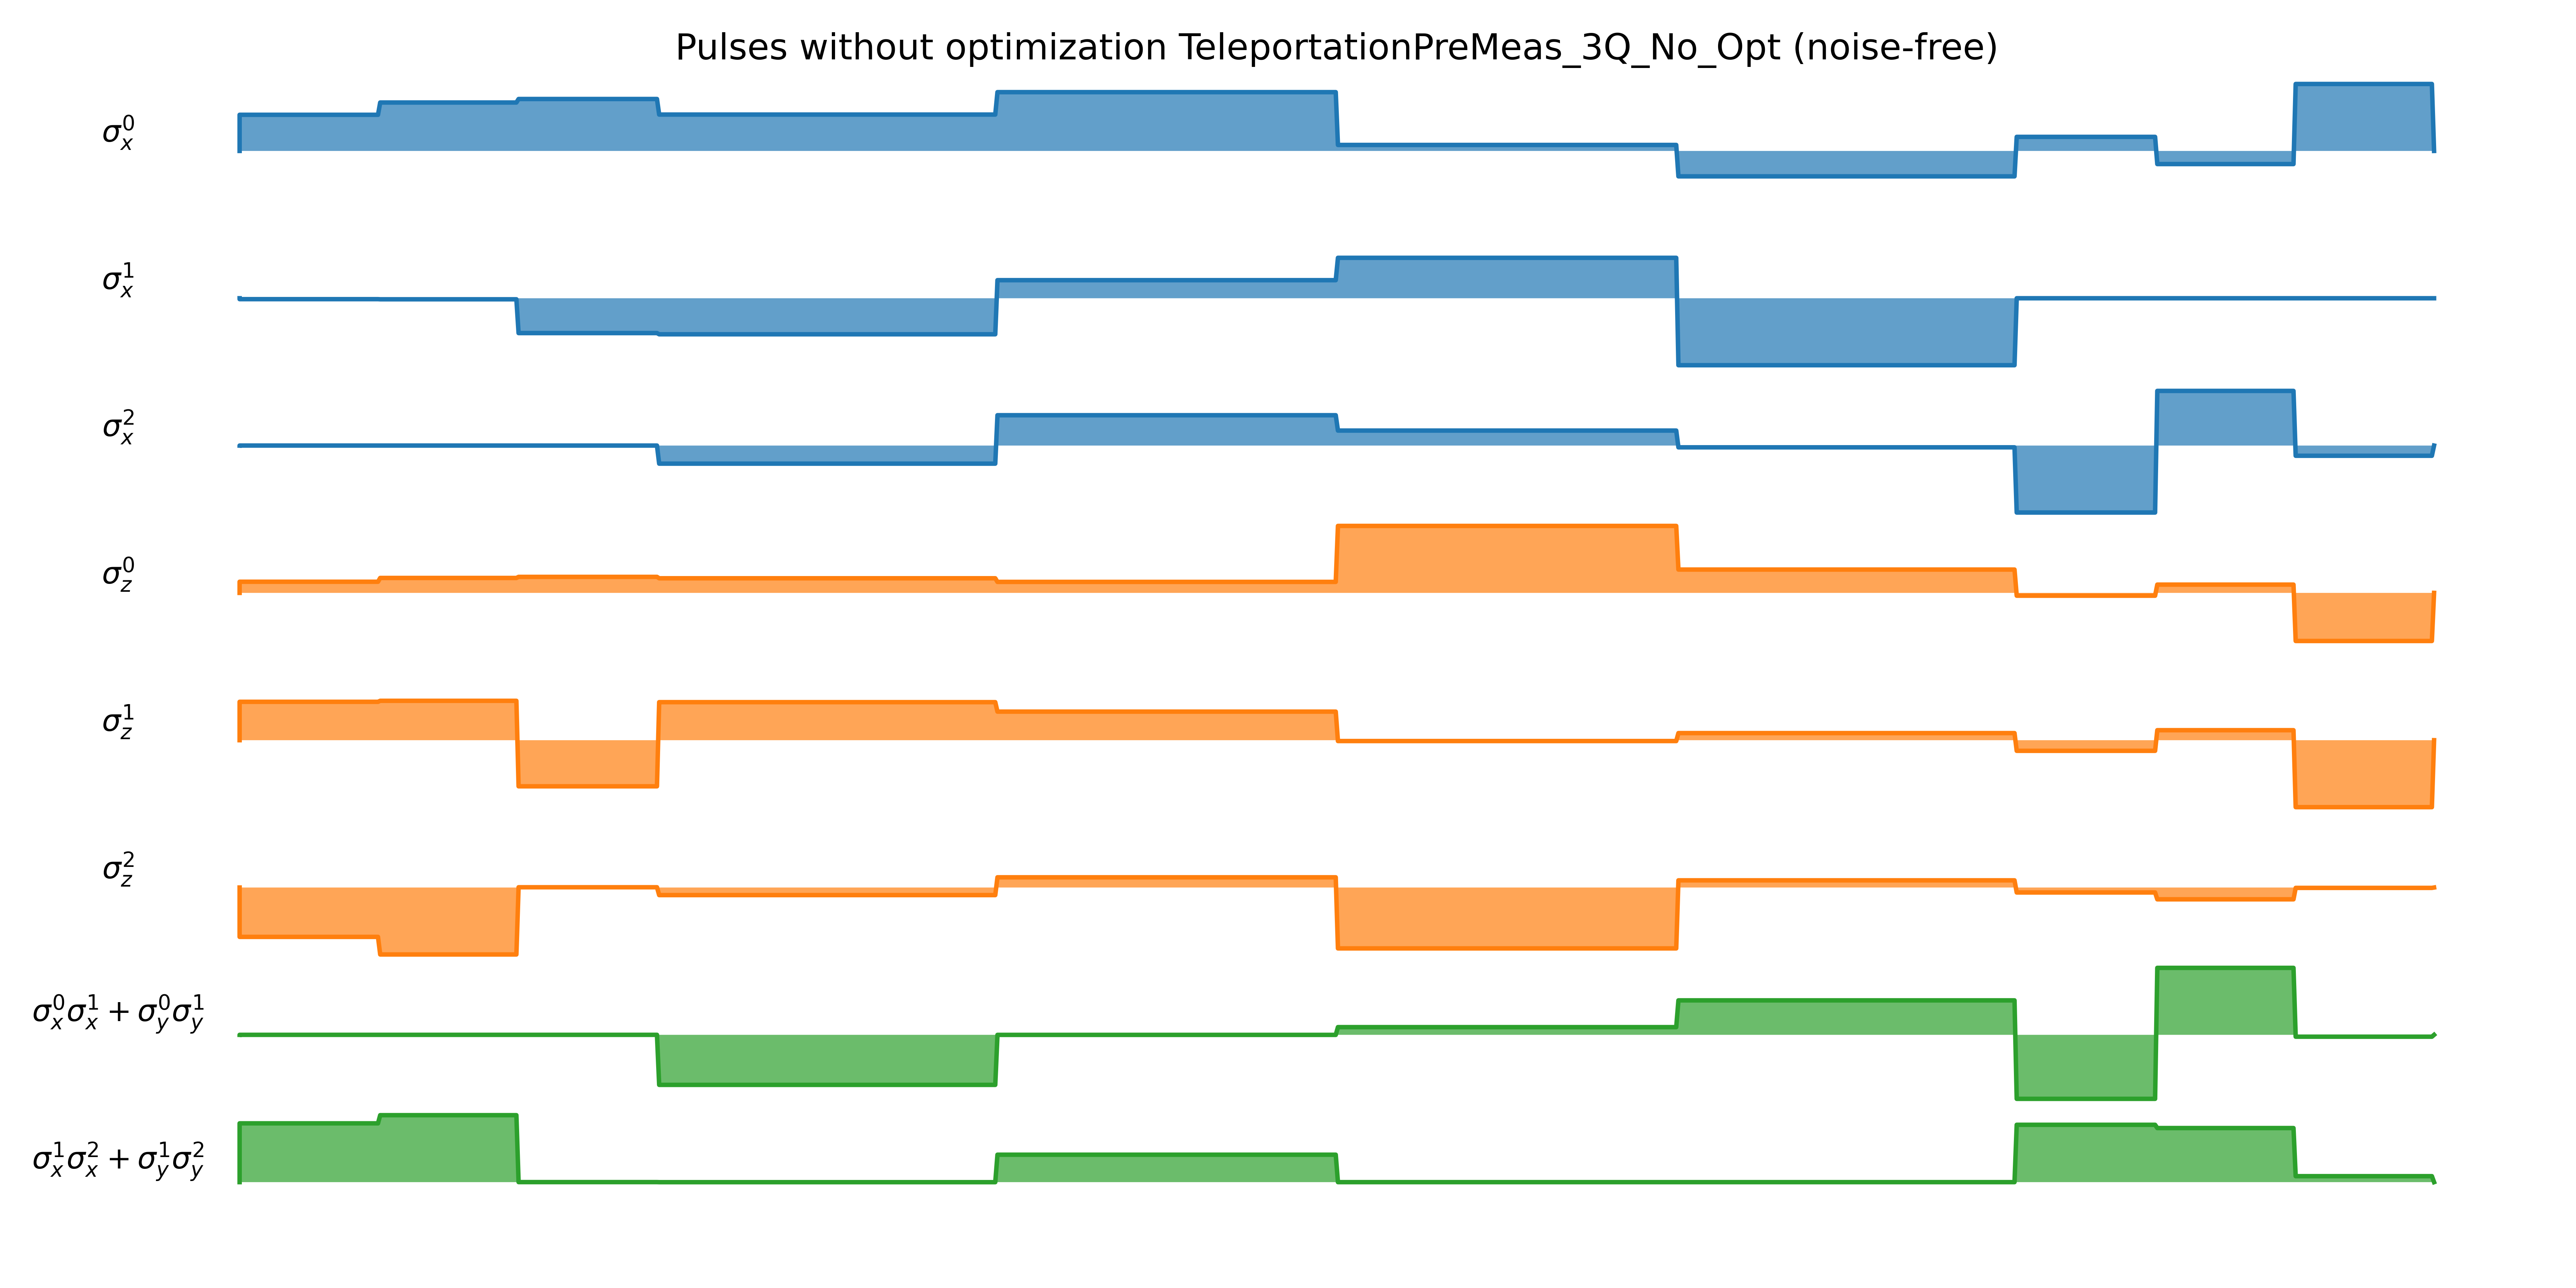 Pulses without optimization TeleportationPreMeas_3Q_No_Opt (noise-free)
σ_x^0
σ_x^1
σ_x^2
σ_z^0
σ_z^1
σ_z^2
σ_x^0σ_x^1 + σ_y^0σ_y^1
σ_x^1σ_x^2 + σ_y^1σ_y^2